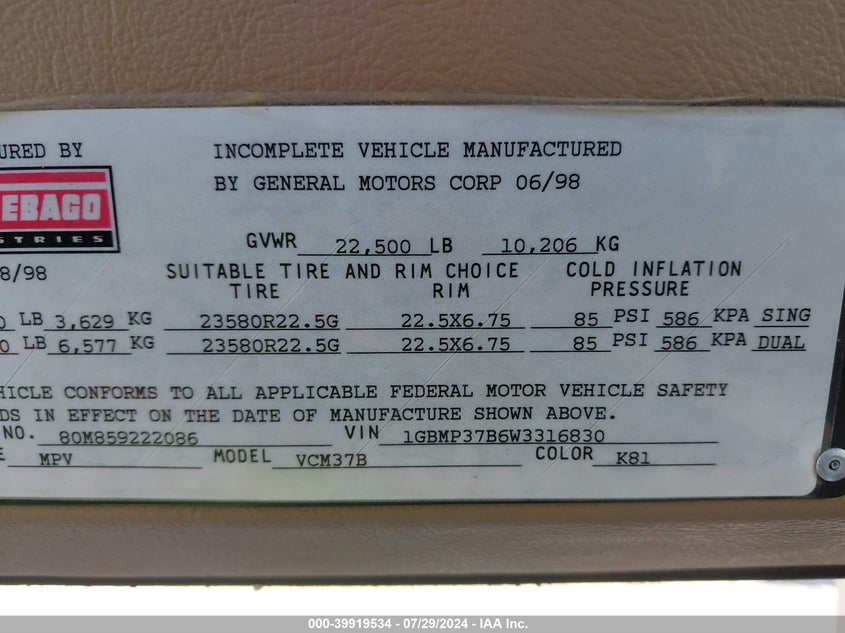 URED BY INCOMPLETE VEHICLE MANUFACTURED
BY GENERAL MOTORS CORP 06/98
EBAGO
STRIES
GVWR 22,500 LB 10,206 KG
8/98 SUITABLE TIRE AND RIM CHOICE COLD INFLATION
TIRE RIM PRESSURE
0 LB 3,629 KG 23580R22.5G 22.5X6.75 85 PSI 586 KPA SING
0 LB 6,577 KG 23580R22.5G 22.5X6.75 85 PSI 586 KPA DUAL
HICLE CONFORMS TO ALL APPLICABLE FEDERAL MOTOR VEHICLE SAFETY
DS IN EFFECT ON THE DATE OF MANUFACTURE SHOWN ABOVE.
NO. 80M859222086 VIN 1GBMP37B6W3316830
E MPV MODEL VCM37B COLOR K81
000-39919534 / 07/29/2024 - IAA Inc.